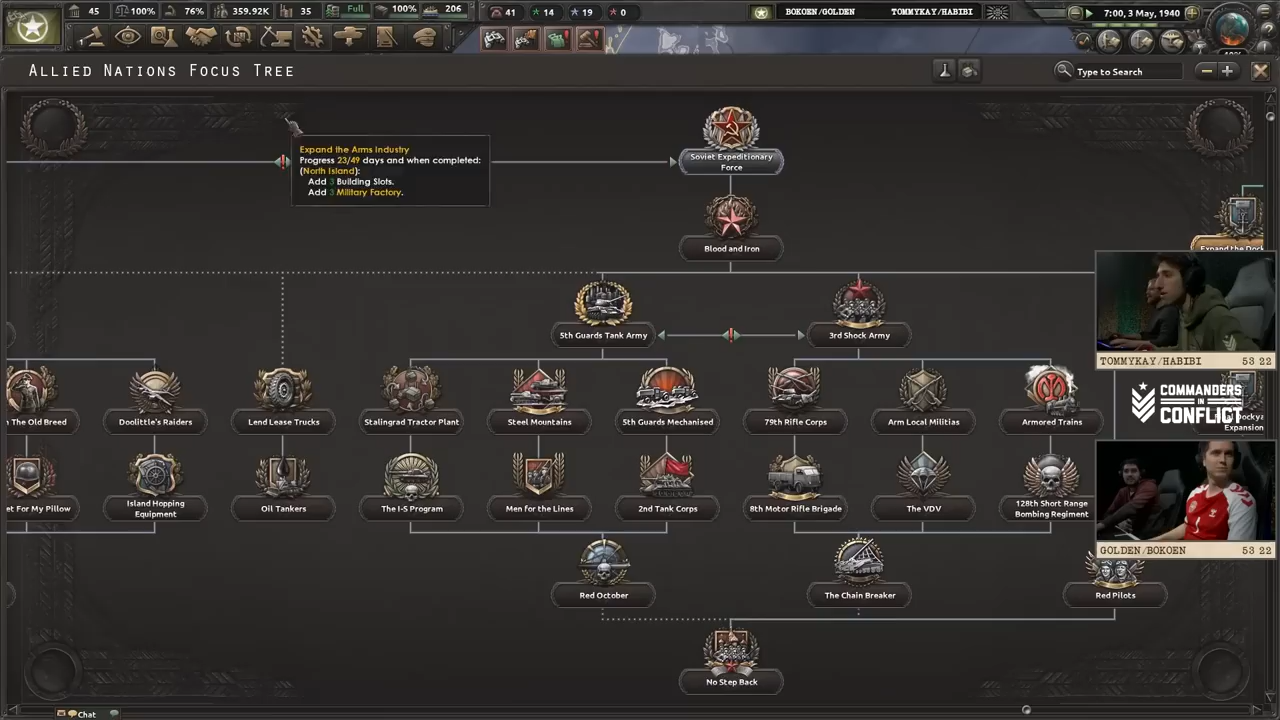 45 100% 76% 359.92K 35 Full 100% 206 41 14 19 0 BOKOEN/GOLDEN TOMMYKAY/HABIBI 7:00, 3 May, 1940
Allied Nations Focus Tree
Type to Search
Expand the Arms Industry
Progress 23/49 days and when completed:
(North Island):
Add 3 Building Slots.
Add 3 Military Factory.
Soviet Expeditionary
Force
Blood and Iron
Expand the Dock
5th Guards Tank Army
3rd Shock Army
TOMMYKAY/HABIBI 53 22
COMMANDERS
IN
CONFLICT
Expansion
n The Old Breed
Doolittle's Raiders
Lend Lease Trucks
Stalingrad Tractor Plant
Steel Mountains
5th Guards Mechanised
79th Rifle Corps
Arm Local Militias
Armored Trains
et For My Pillow
Island Hopping
Equipment
Oil Tankers
The I-S Program
Men for the Lines
2nd Tank Corps
8th Motor Rifle Brigade
The VDV
128th Short Range
Bombing Regiment
GOLDEN/BOKOEN 53 22
Red October
The Chain Breaker
Red Pilots
No Step Back
Chat